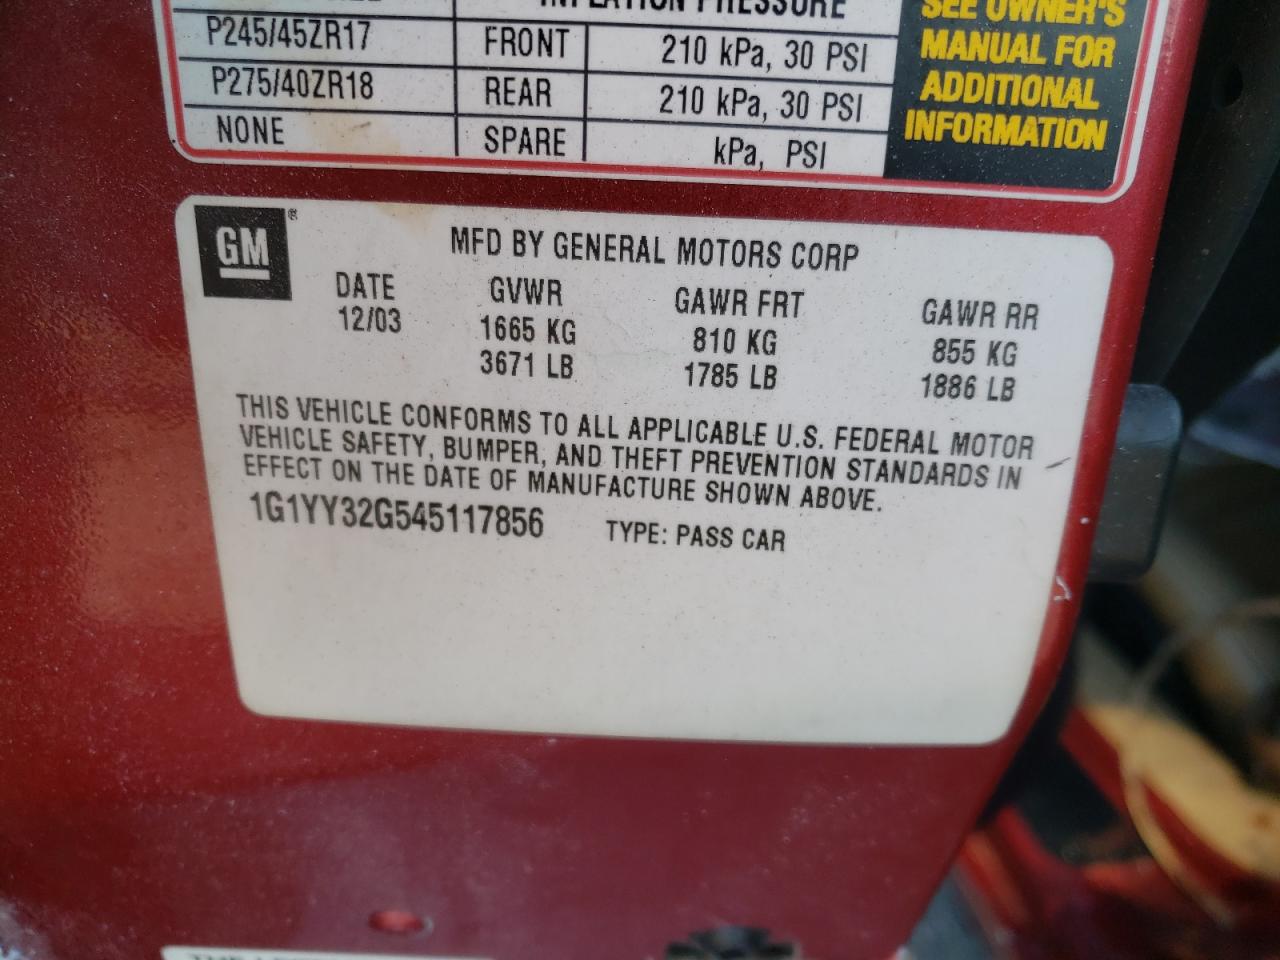 INFLATION PRESSURE
P245/45ZR17 FRONT 210 kPa, 30 PSI
P275/40ZR18 REAR 210 kPa, 30 PSI
NONE SPARE kPa, PSI
SEE OWNER'S
MANUAL FOR
ADDITIONAL
INFORMATION
GM®
MFD BY GENERAL MOTORS CORP
DATE GVWR GAWR FRT GAWR RR
12/03 1665 KG 810 KG 855 KG
3671 LB 1785 LB 1886 LB
THIS VEHICLE CONFORMS TO ALL APPLICABLE U.S. FEDERAL MOTOR
VEHICLE SAFETY, BUMPER, AND THEFT PREVENTION STANDARDS IN
EFFECT ON THE DATE OF MANUFACTURE SHOWN ABOVE.
1G1YY32G545117856 TYPE: PASS CAR